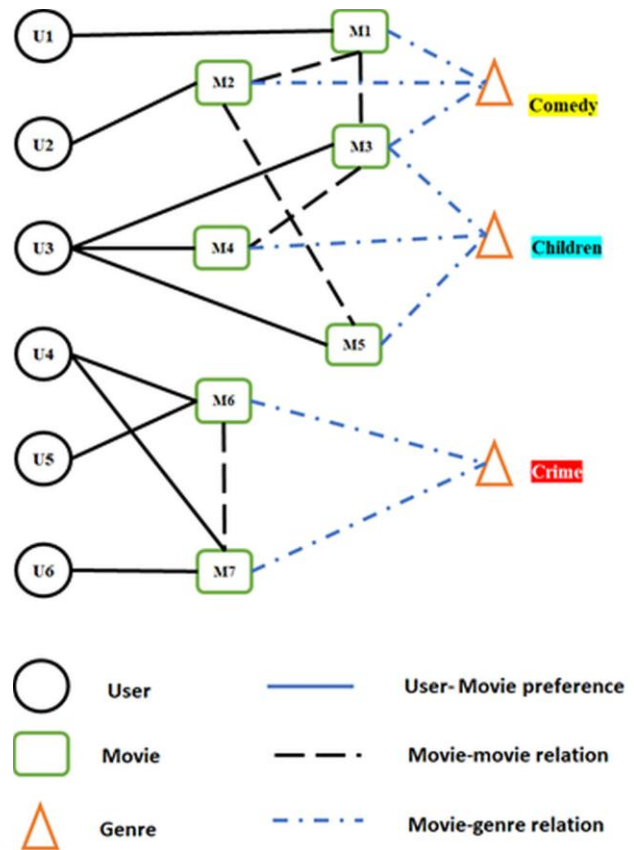 U1
M1
M2
Comedy
U2
M3
U3
M4
Children
U4
M5
M6
U5
Crime
U6
M7
User
User- Movie preference
Movie
Movie-movie relation
Genre
Movie-genre relation